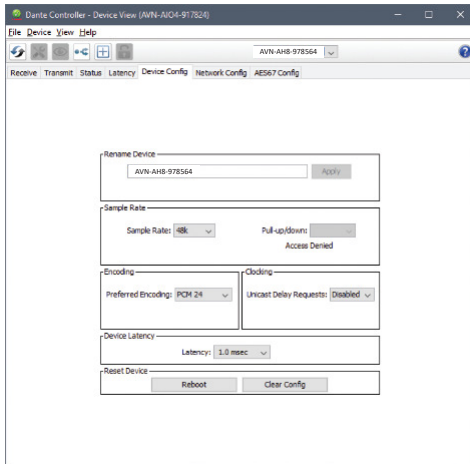 Dante Controller - Device View (AVN-AIO4-917824)
File Device View Help
AVN-AH8-978564
Receive Transmit Status Latency Device Config Network Config AES67 Config
Rename Device
AVN-AH8-978564 Apply
Sample Rate
Sample Rate: 48k Pull-up/down:
Access Denied
Encoding Clocking
Preferred Encoding: PCM 24 Unicast Delay Requests: Disabled
Device Latency
Latency: 1.0 msec
Reset Device
Reboot Clear Config